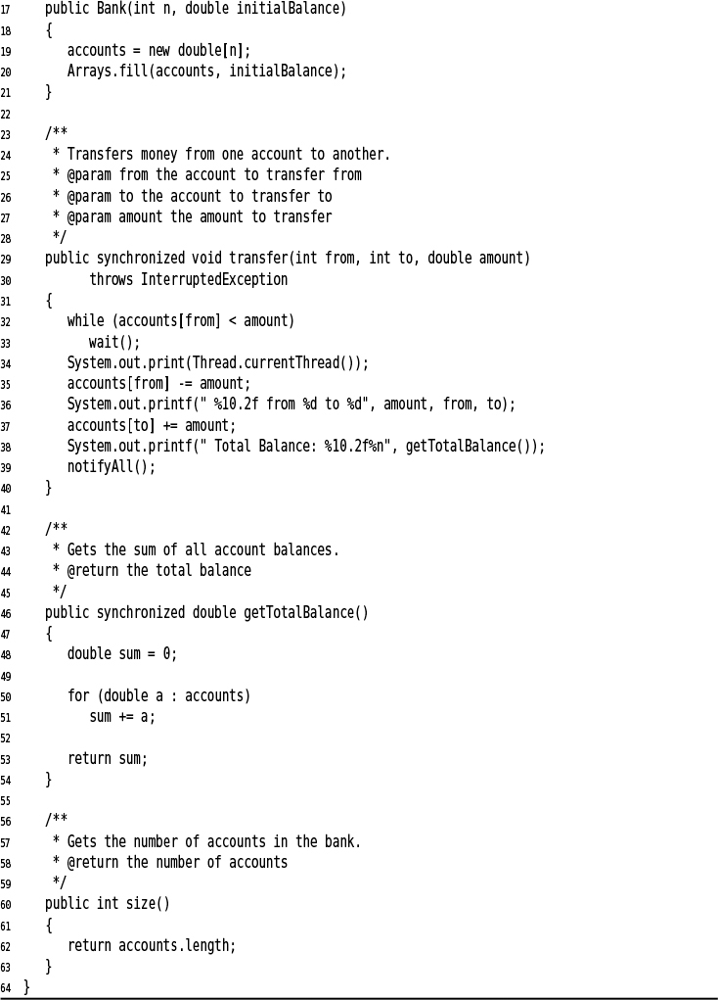 17    public Bank(int n, double initialBalance)
18    {
19       accounts = new double[n];
20       Arrays.fill(accounts, initialBalance);
21    }
22
23    /**
24     * Transfers money from one account to another.
25     * @param from the account to transfer from
26     * @param to the account to transfer to
27     * @param amount the amount to transfer
28     */
29    public synchronized void transfer(int from, int to, double amount)
30          throws InterruptedException
31    {
32       while (accounts[from] < amount)
33          wait();
34       System.out.print(Thread.currentThread());
35       accounts[from] -= amount;
36       System.out.printf(" %10.2f from %d to %d", amount, from, to);
37       accounts[to] += amount;
38       System.out.printf(" Total Balance: %10.2f%n", getTotalBalance());
39       notifyAll();
40    }
41
42    /**
43     * Gets the sum of all account balances.
44     * @return the total balance
45     */
46    public synchronized double getTotalBalance()
47    {
48       double sum = 0;
49
50       for (double a : accounts)
51          sum += a;
52
53       return sum;
54    }
55
56    /**
57     * Gets the number of accounts in the bank.
58     * @return the number of accounts
59     */
60    public int size()
61    {
62       return accounts.length;
63    }
64 }